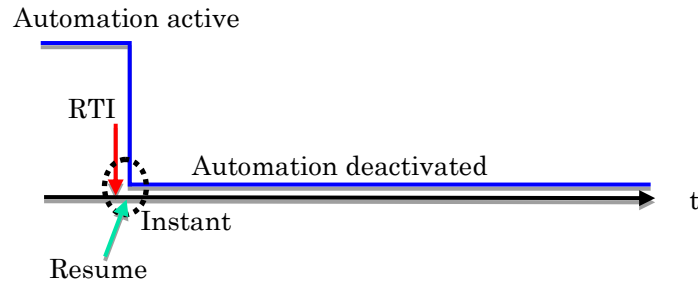 Automation active
RTI
Automation deactivated
t
Instant
Resume